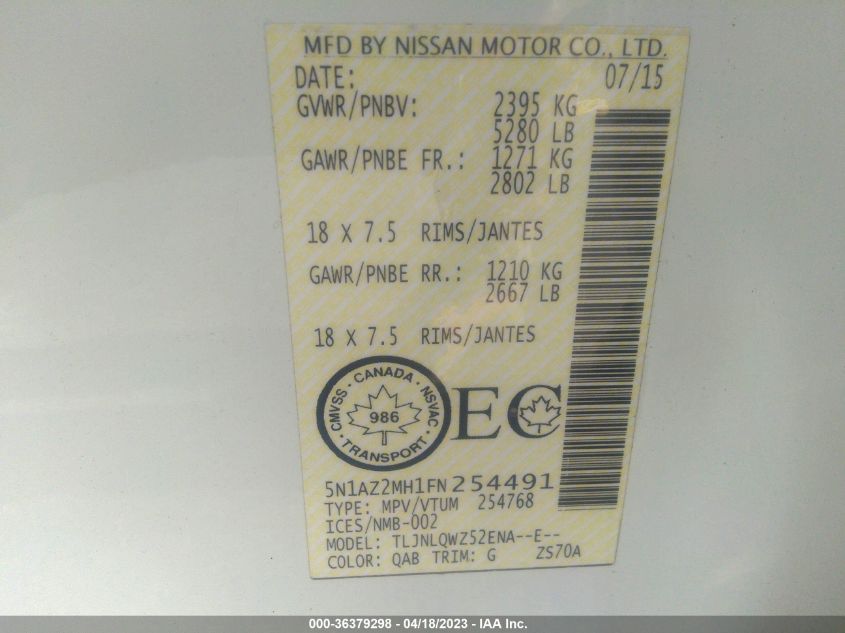 MFD BY NISSAN MOTOR CO., LTD.
DATE: 07/15
GVWR/PNBV: 2395 KG
5280 LB
GAWR/PNBE FR.: 1271 KG
2802 LB
18 X 7.5 RIMS/JANTES
GAWR/PNBE RR.: 1210 KG
2667 LB
18 X 7.5 RIMS/JANTES
CMVSS · CANADA · NSVAC · TRANSPORT ·
986
EC
5N1AZ2MH1FN254491
TYPE: MPV/VTUM 254768
ICES/NMB-002
MODEL: TLJNLQWZ52ENA--E--
COLOR: QAB TRIM: G ZS70A
000-36379298 - 04/18/2023 - IAA Inc.